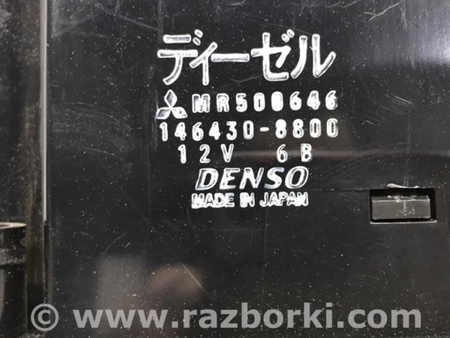 ディーゼル
MR500646
146430-8800
12V 6B
DENSO
MADE IN JAPAN
© www.razborki.com